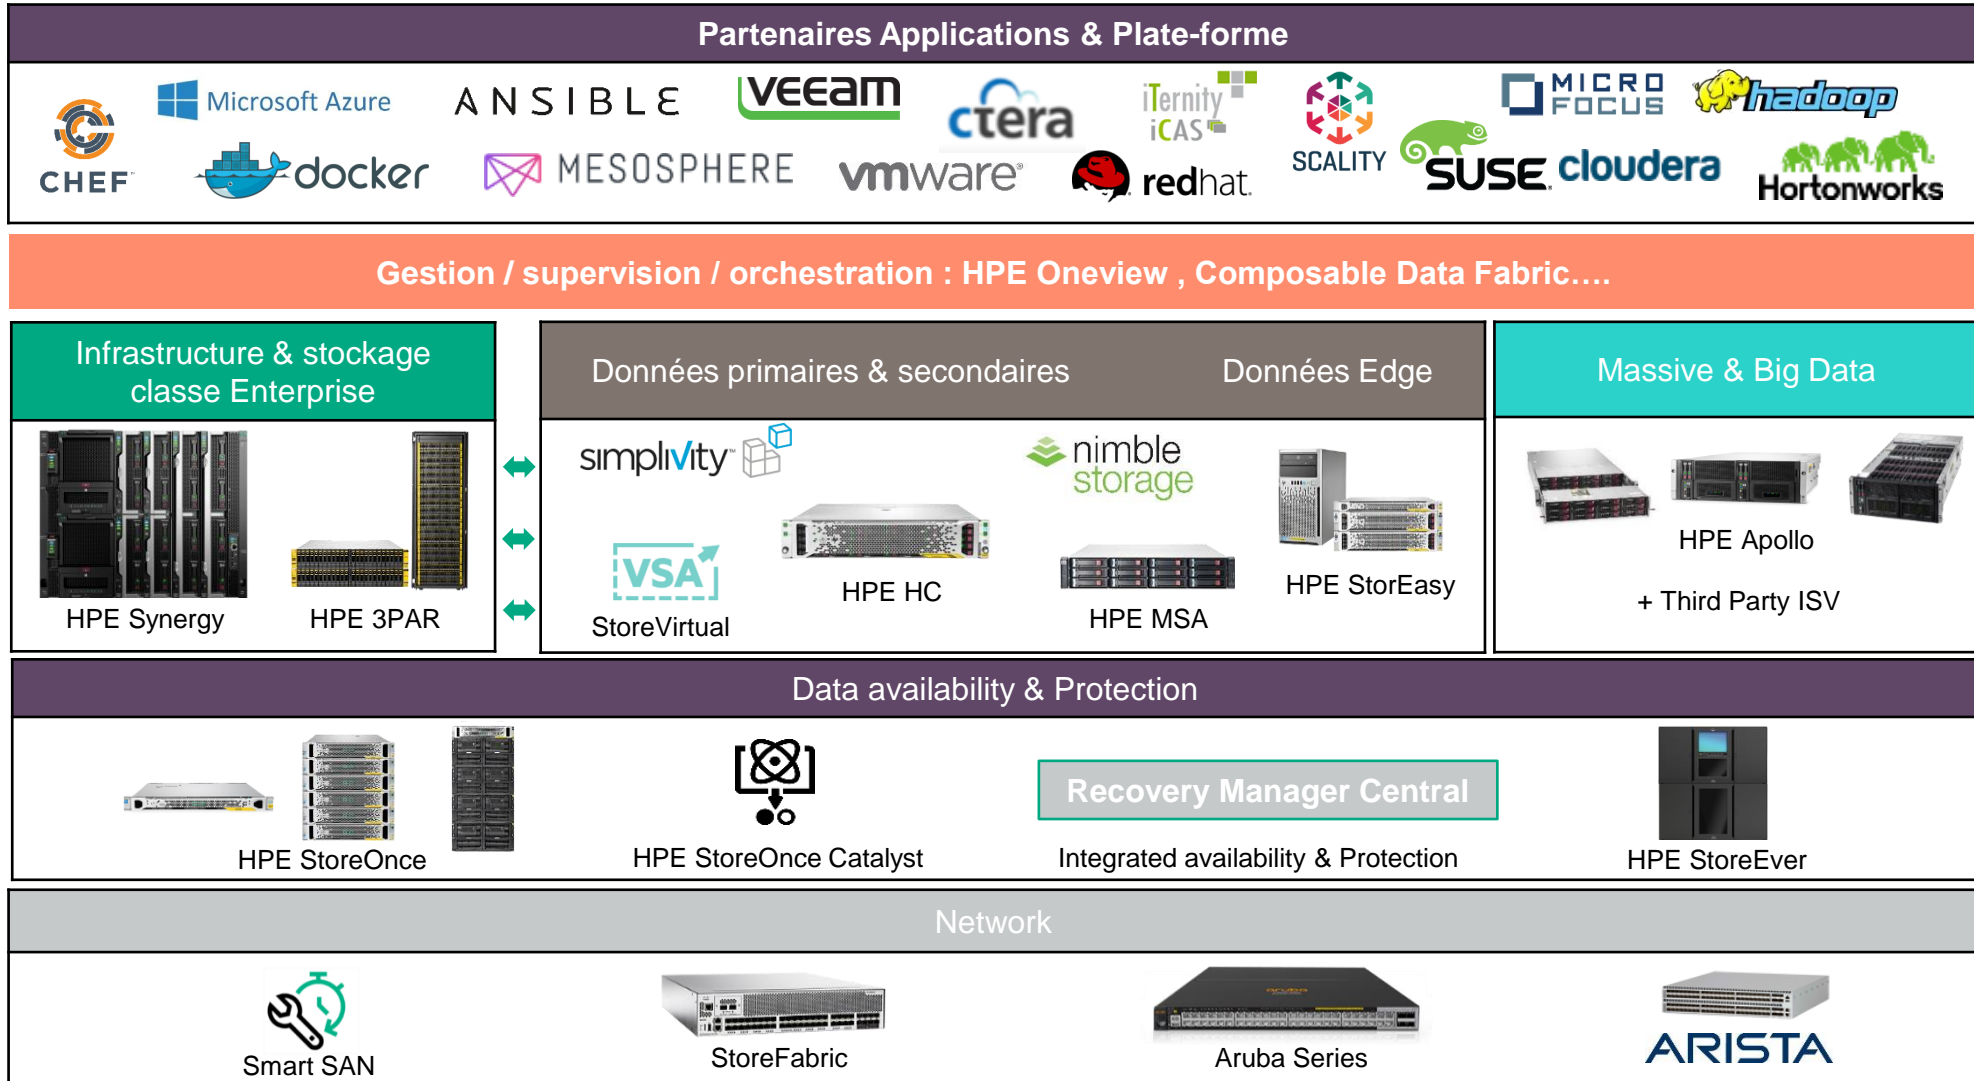 Partenaires Applications & Plate-forme
CHEF
Microsoft Azure
ANSIBLE
veeam
ctera
iTernity
iCAS
SCALITY
MICRO
FOCUS
hadoop
docker
MESOSPHERE
vmware
redhat.
SUSE
cloudera
Hortonworks
Gestion / supervision / orchestration : HPE Oneview , Composable Data Fabric....
Infrastructure & stockage
classe Enterprise
HPE Synergy
HPE 3PAR
Données primaires & secondaires
Données Edge
simplivity
nimble
storage
VSA
StoreVirtual
HPE HC
HPE MSA
HPE StorEasy
Massive & Big Data
HPE Apollo
+ Third Party ISV
Data availability & Protection
HPE StoreOnce
HPE StoreOnce Catalyst
Recovery Manager Central
Integrated availability & Protection
HPE StoreEver
Network
Smart SAN
StoreFabric
aruba
Aruba Series
ARISTA